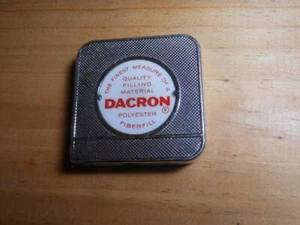 THE FINEST MEASURE OF A
QUALITY
FILLING
MATERIAL
DACRON®
POLYESTER
FIBERFILL